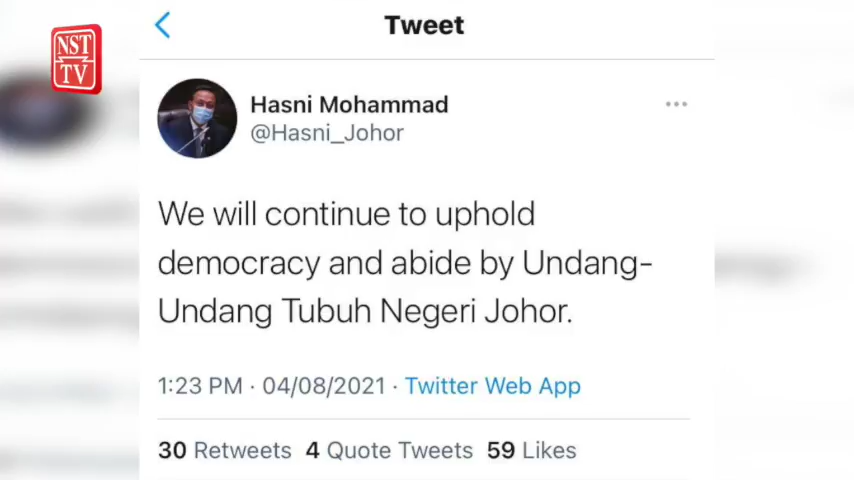 NST
TV
Tweet
Hasni Mohammad
@Hasni_Johor
We will continue to uphold
democracy and abide by Undang-
Undang Tubuh Negeri Johor.
1:23 PM · 04/08/2021 · Twitter Web App
30 Retweets 4 Quote Tweets 59 Likes